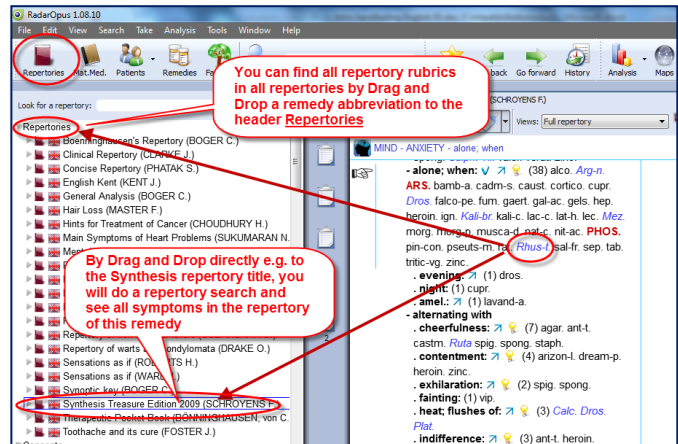 RadarOpus 1.08.10
File Edit View Search Take Analysis Tools Window Help
Repertories Mat.Med. Patients Remedies back Go forward History Analysis Maps
You can find all repertory rubrics
in all repertories by Drag and
Drop a remedy abbreviation to the
header Repertories
Look for a repertory:
(SCHROYENS F.)
Views: Full repertory
Repertories
Boenninghausen's Repertory (BOGER C.)
Clinical Repertory (CLARKE J.)
Concise Repertory (PHATAK S.)
English Kent (KENT J.)
General Analysis (BOGER C.)
Hair Loss (MASTER F.)
Hints for Treatment of Cancer (CHOUDHURY H.)
Main Symptoms of Heart Problems (SUKUMARAN N.
By Drag and Drop directly e.g. to
the Synthesis repertory title, you
will do a repertory search and
see all symptoms in the repertory
of this remedy
Repertory of warts condylomata (DRAKE O.)
Sensations as if (ROBERTS H.)
Sensations as if (WARD
Synoptic key (BOGER C.
Synthesis Treasure Edition 2009 (SCHROYENS F.)
Therapeutic Pocket Book (BÖNNINGHAUSEN, von C.
Toothache and its cure (FOSTER J.)
2
MIND - ANXIETY - alone; when
- alone; when: (38) alco. Arg-n.
ARS. bamb-a. cadm-s. caust. cortico. cupr.
Dros. falco-pe. fum. gaert. gal-ac. gels. hep.
heroin. ign. Kali-br. kali-c. lac-c. lat-h. lec. Mez.
morg. morg-p. musca-d. nat-c. nit-ac. PHOS.
pin-con. pseuts-m. Rhus-t. sal-fr. sep. tab.
tritic-vg. zinc.
. evening: (1) dros.
. night: (1) cupr.
. amel.: (1) lavand-a.
- alternating with
. cheerfulness: (7) agar. ant-t.
castm. Ruta spig. spong. staph.
. contentment: (4) arizon-l. dream-p.
heroin. zinc.
. exhilaration: (2) spig. spong.
. fainting: (1) vip.
. heat; flushes of: (3) Calc. Dros.
Plat.
. indifference: (3) ant-t. heroin.